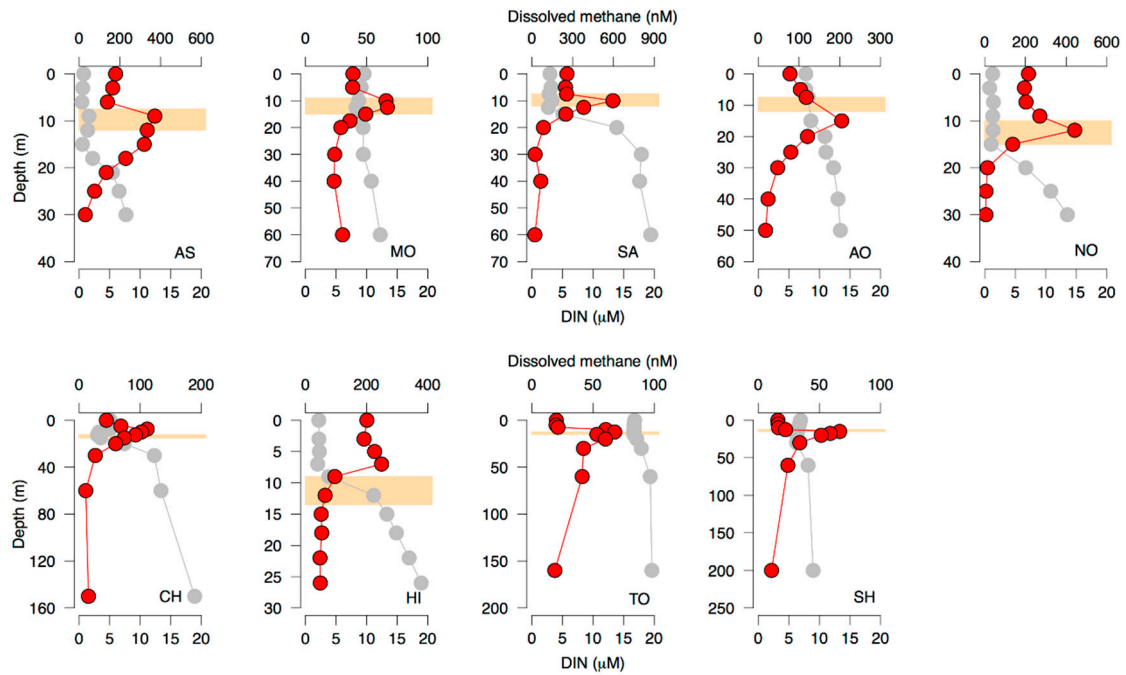 Dissolved methane (nM)
0 200 400 600 0 50 100 0 300 600 900 0 100 200 300 0 200 400 600
Depth (m)
0 0 0 0 0
10 10 10 10 10
20 20 20 20 20
30 30 30 30 30
40 40 40 40 40
50 50 50
60 60 60
70 70
AS MO SA AO NO
0 5 10 15 20 0 5 10 15 20 0 5 10 15 20 0 5 10 15 20 0 5 10 15 20
DIN (μM)
Dissolved methane (nM)
0 100 200 0 200 400 0 50 100 0 50 100
Depth (m)
0 0 0 0
40 5 50 50
80 10 100 100
120 15 150 150
160 20 200 200
25 250
30
CH HI TO SH
0 5 10 15 20 0 5 10 15 20 0 5 10 15 20 0 5 10 15 20
DIN (μM)